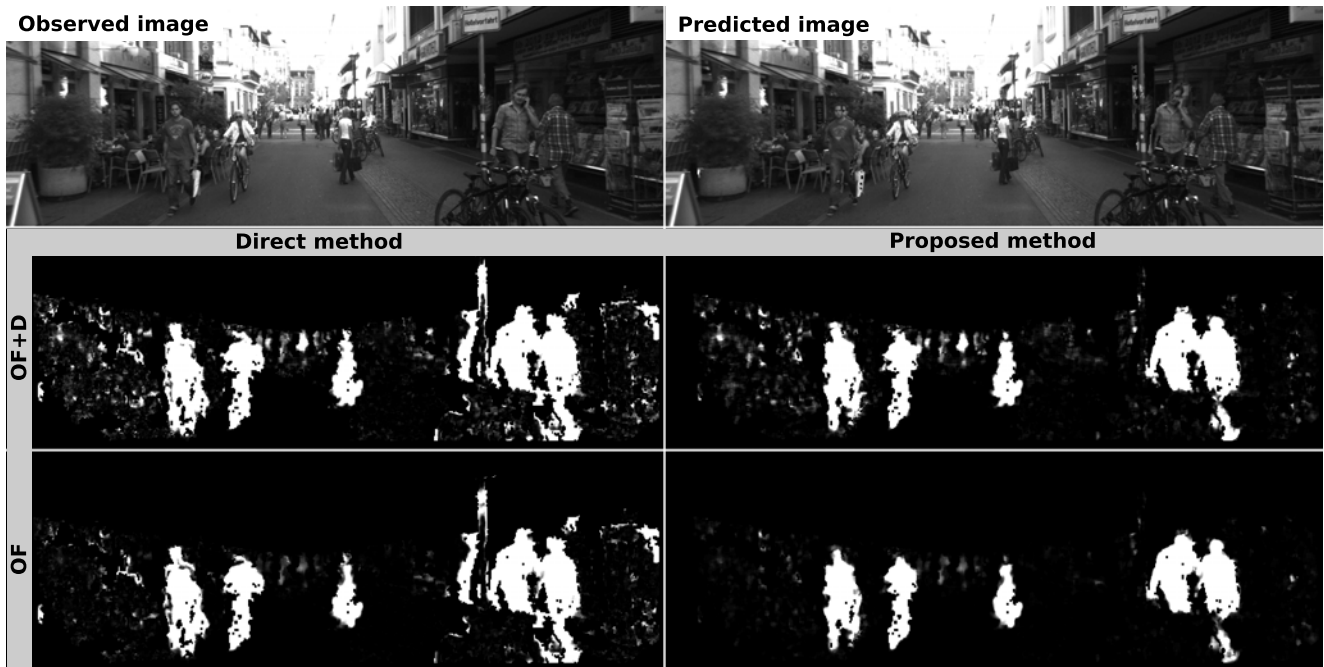 Observed image
Predicted image
Direct method
Proposed method
OF+D
OF